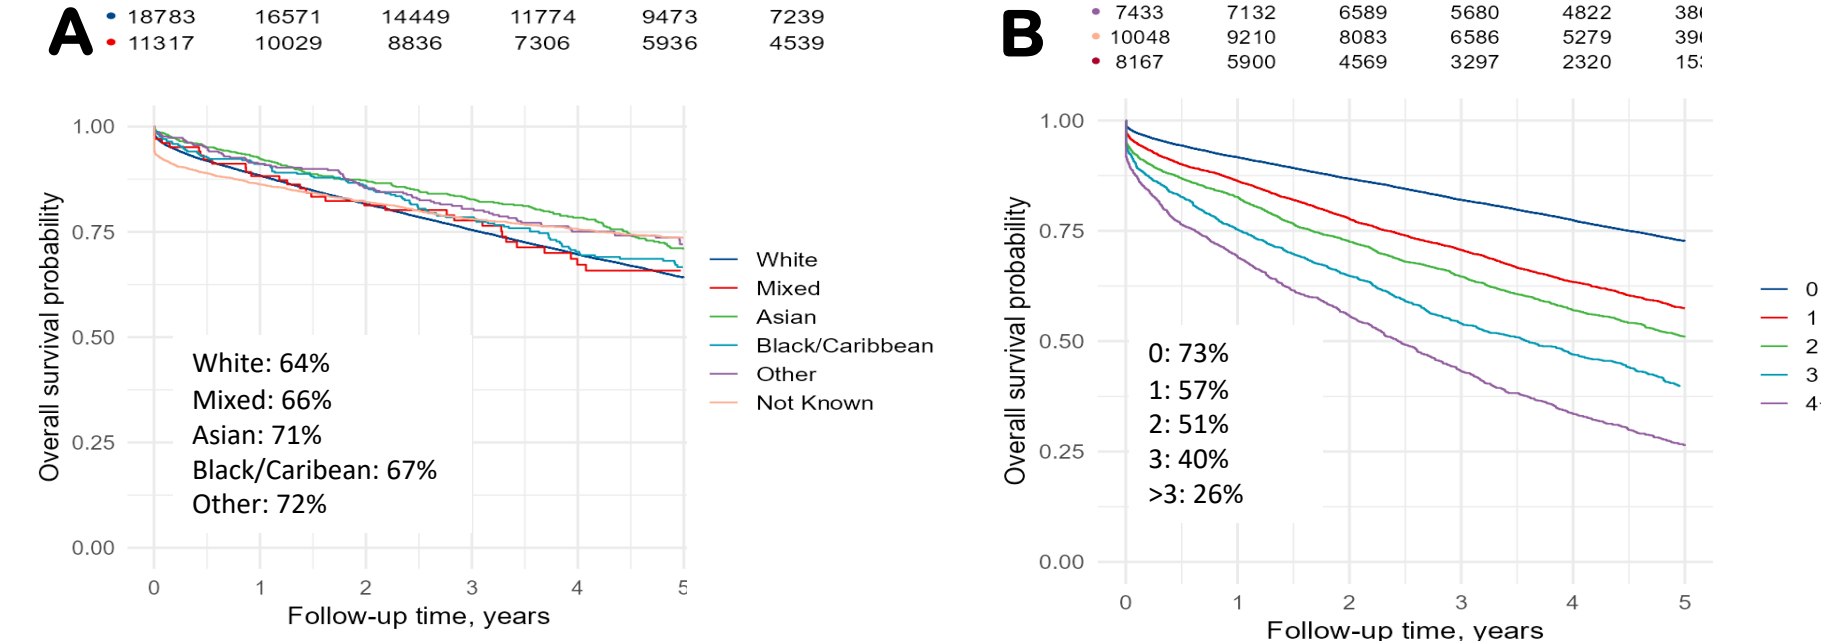 A
18783 16571 14449 11774 9473 7239
11317 10029 8836 7306 5936 4539
1.00
0.75
0.50
0.25
0.00
Overall survival probability
White: 64%
Mixed: 66%
Asian: 71%
Black/Caribean: 67%
Other: 72%
0 1 2 3 4 5
Follow-up time, years
White
Mixed
Asian
Black/Caribbean
Other
Not Known
B
7433 7132 6589 5680 4822
10048 9210 8083 6586 5279
8167 5900 4569 3297 2320
1.00
0.75
0.50
0.25
0.00
Overall survival probability
0: 73%
1: 57%
2: 51%
3: 40%
>3: 26%
0 1 2 3 4 5
Follow-up time, years
0
1
2
3
4